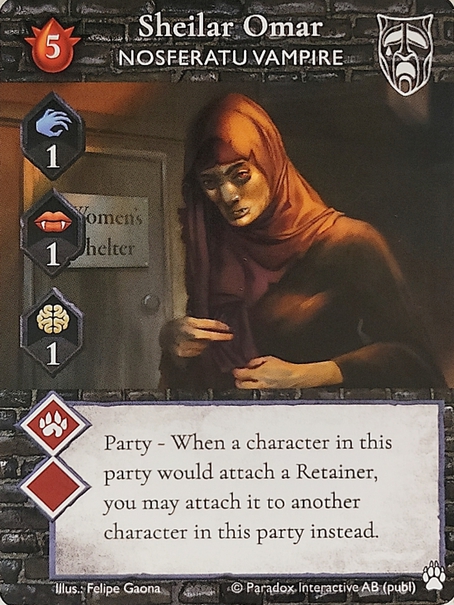 Sheilar Omar
5
NOSFERATU VAMPIRE
1
Women's
Shelter
1
1
Party - When a character in this
party would attach a Retainer,
you may attach it to another
character in this party instead.
Illus.: Felipe Gaona
© Paradox Interactive AB (publ)